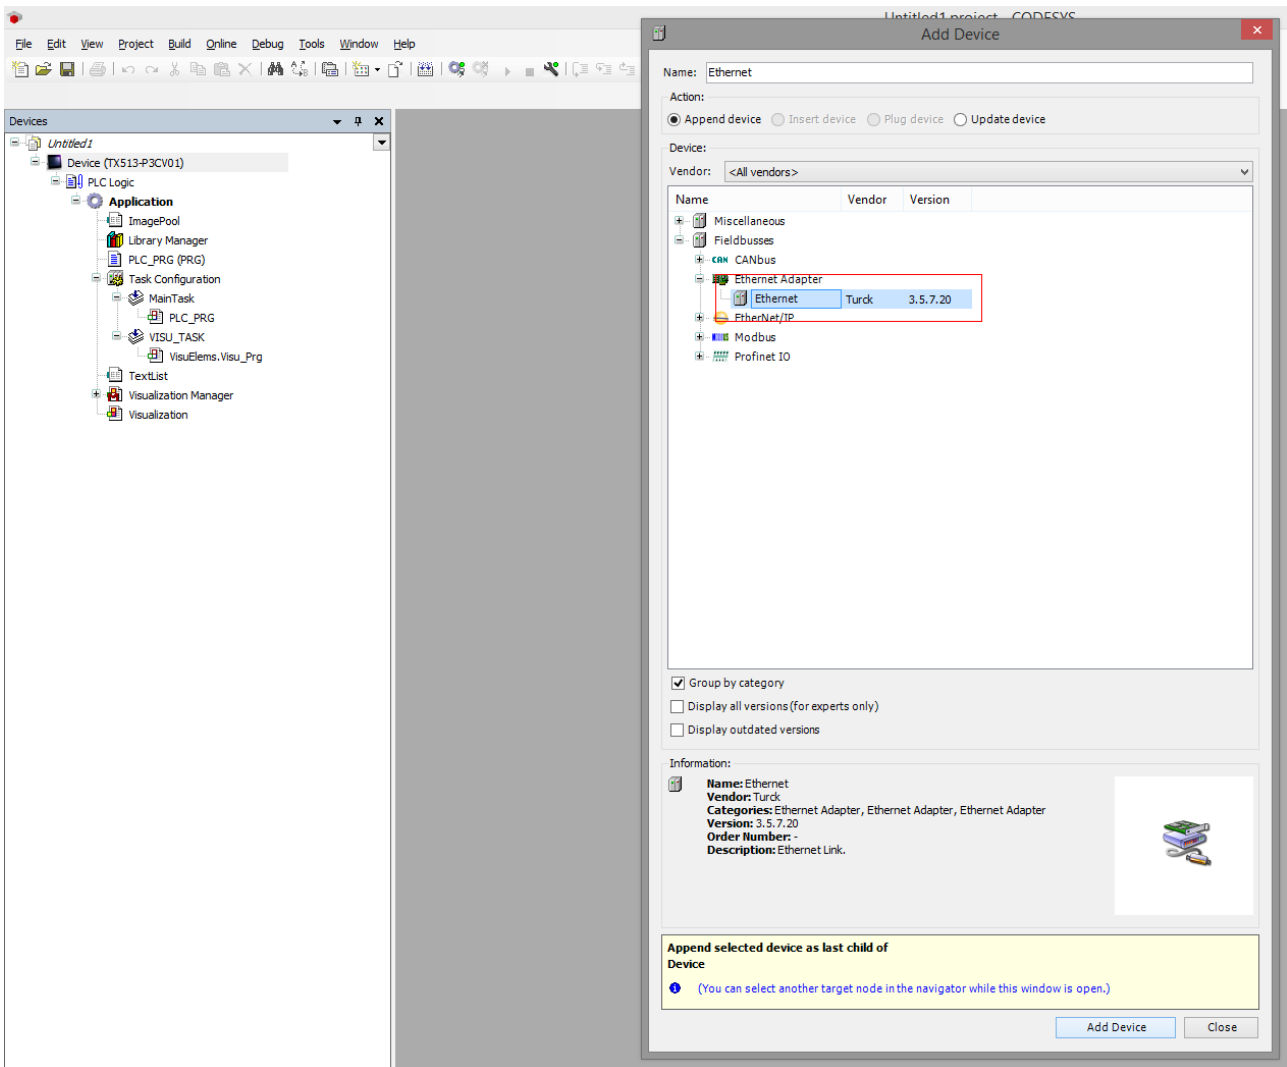 Untitled1.project - CODESYS
File Edit View Project Build Online Debug Tools Window Help
Devices
Untitled1
Device (TX513-P3CV01)
PLC Logic
Application
ImagePool
Library Manager
PLC_PRG (PRG)
Task Configuration
MainTask
PLC_PRG
VISU_TASK
VisuElems.Visu_Prg
TextList
Visualization Manager
Visualization
Add Device
Name: Ethernet
Action:
Append device Insert device Plug device Update device
Device:
Vendor: <All vendors>
Name Vendor Version
Miscellaneous
Fieldbusses
CAN CANbus
Ethernet Adapter
Ethernet Turck 3.5.7.20
EtherNet/IP
Modbus
Profinet IO
Group by category
Display all versions (for experts only)
Display outdated versions
Information:
Name: Ethernet
Vendor: Turck
Categories: Ethernet Adapter, Ethernet Adapter, Ethernet Adapter
Version: 3.5.7.20
Order Number: -
Description: Ethernet Link.
Append selected device as last child of
Device
(You can select another target node in the navigator while this window is open.)
Add Device Close